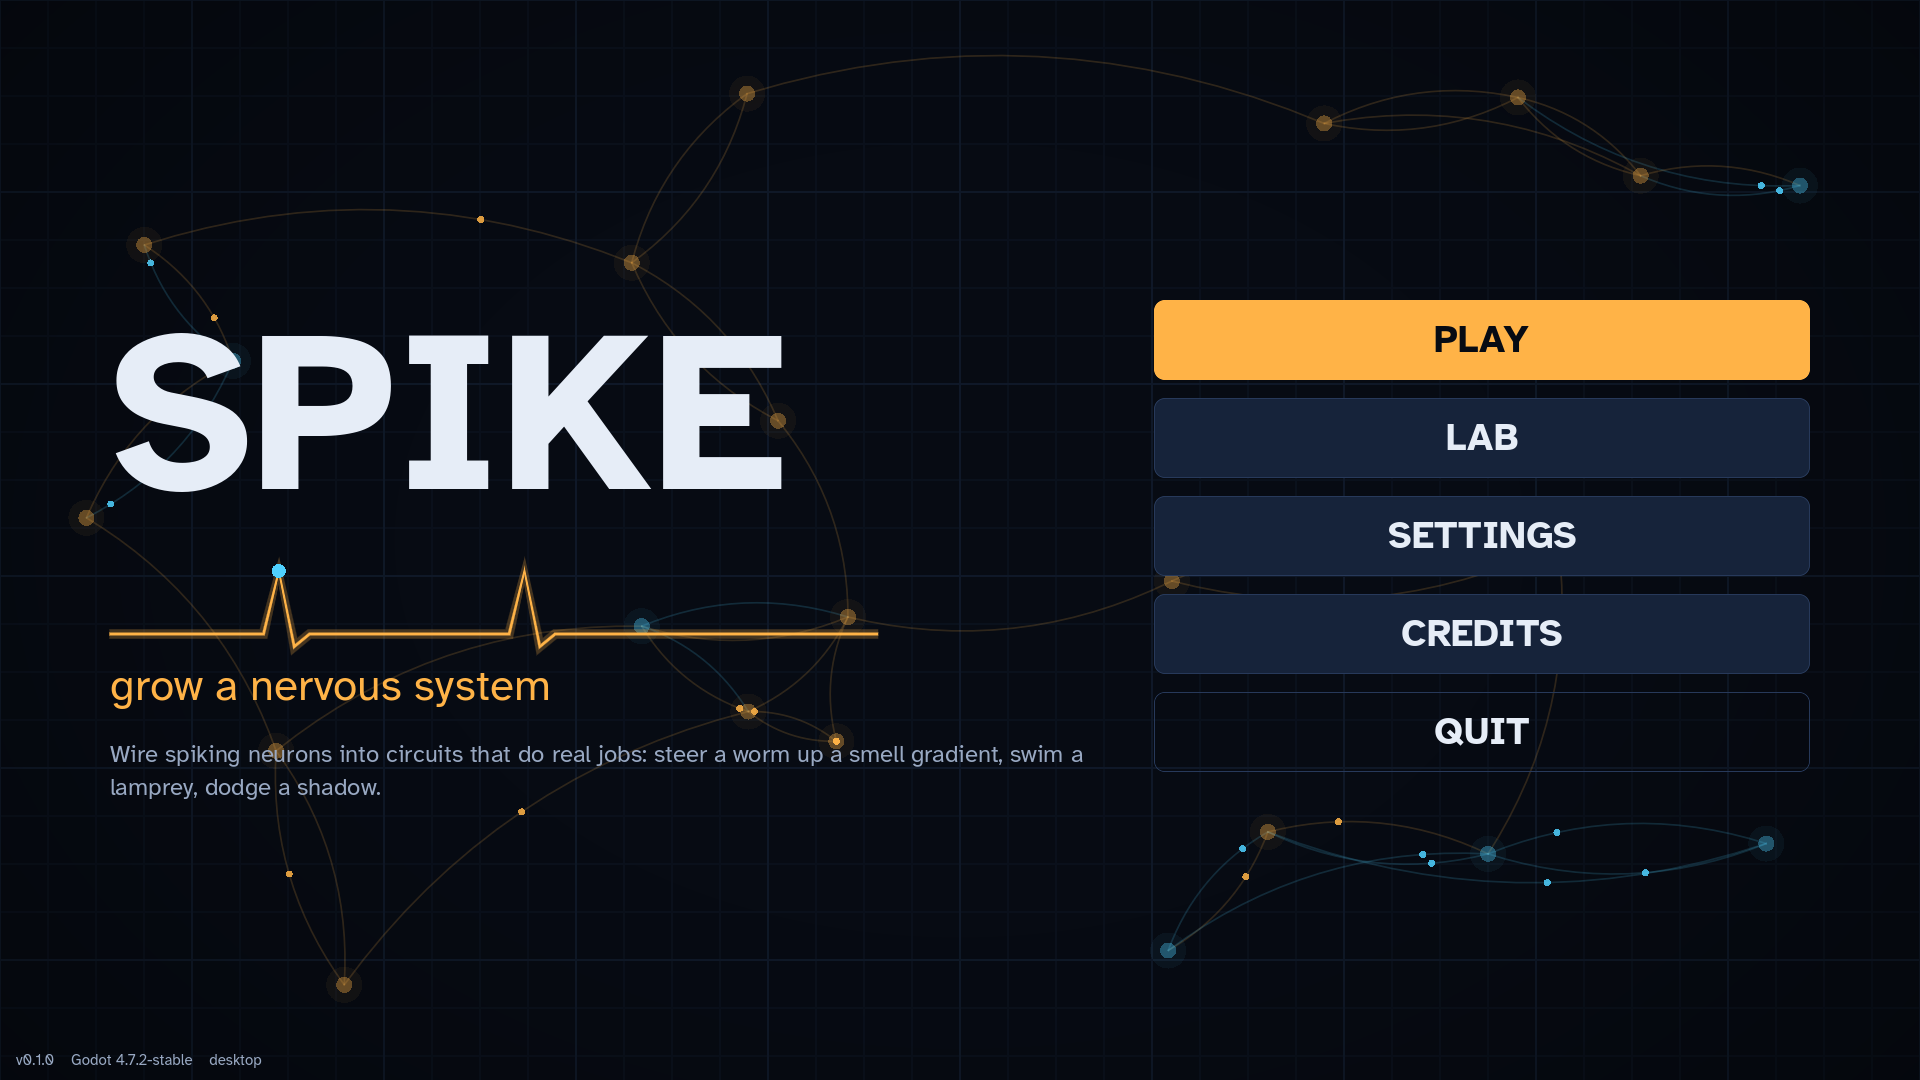 SPIKE
grow a nervous system
Wire spiking neurons into circuits that do real jobs: steer a worm up a smell gradient, swim a
lamprey, dodge a shadow.
PLAY
LAB
SETTINGS
CREDITS
QUIT
v0.1.0 Godot 4.7.2-stable desktop